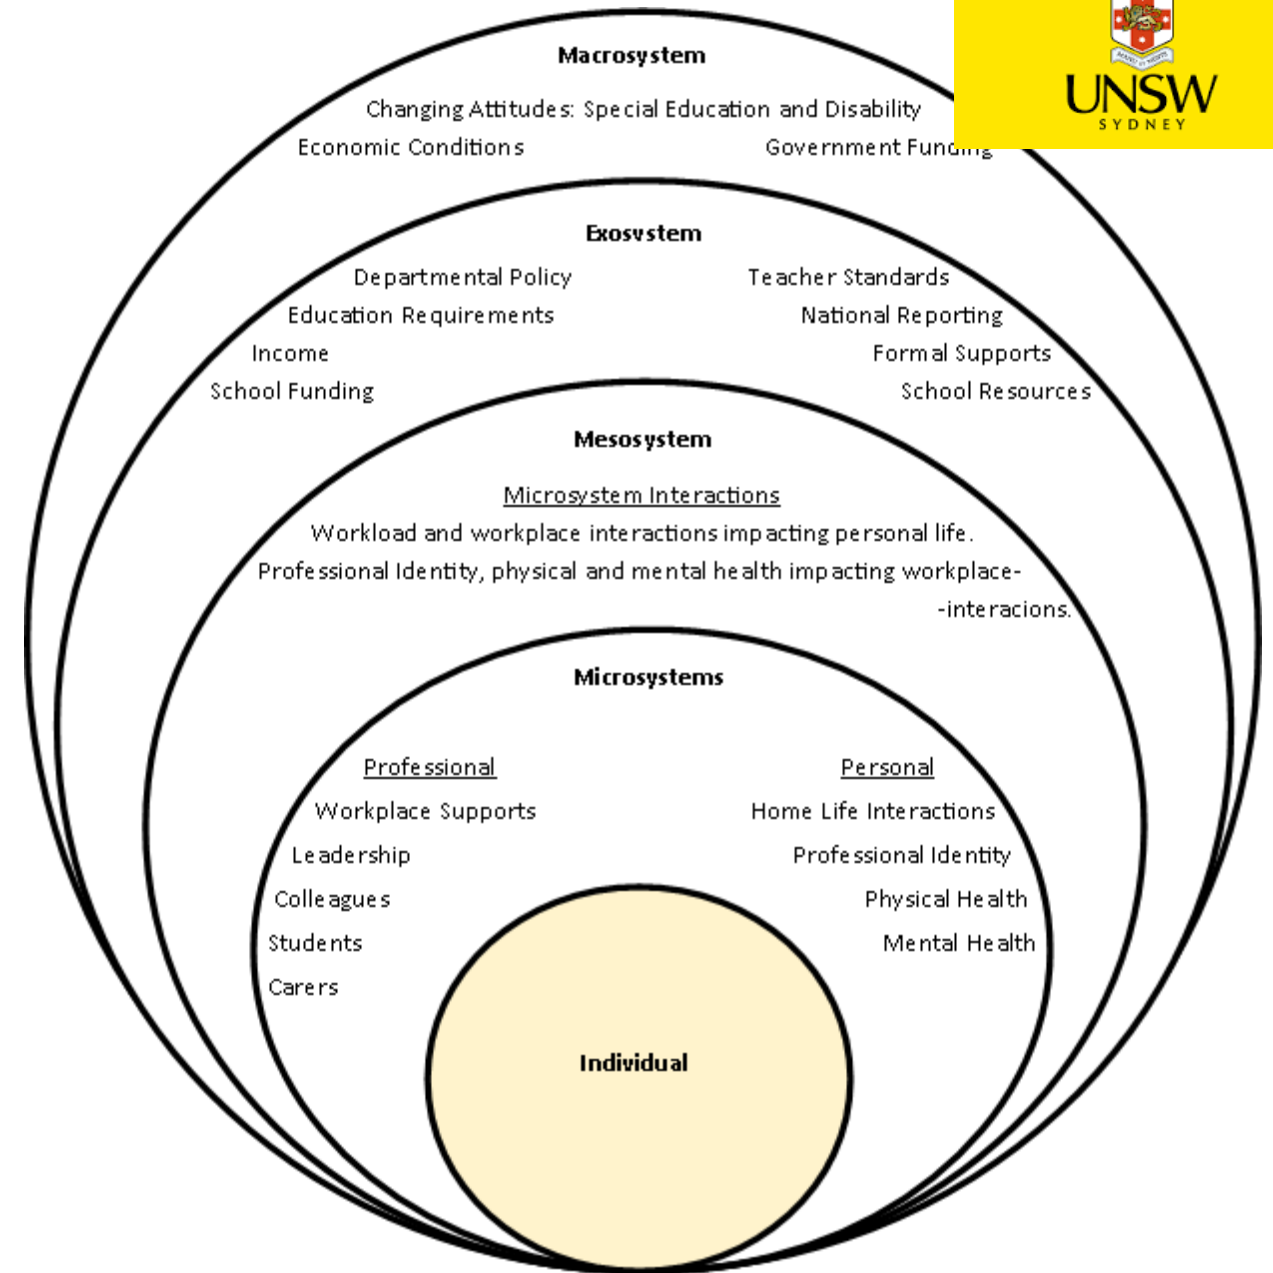 Macrosystem
UNSW
SYDNEY
Changing Attitudes: Special Education and Disability
Economic Conditions Government Funding
Exosystem
Departmental Policy Teacher Standards
Education Requirements National Reporting
Income Formal Supports
School Funding School Resources
Mesosystem
Microsystem Interactions
Workload and workplace interactions impacting personal life.
Professional Identity, physical and mental health impacting workplace-
-interacions.
Microsystems
Professional Personal
Workplace Supports Home Life Interactions
Leadership Professional Identity
Colleagues Physical Health
Students Mental Health
Carers
Individual